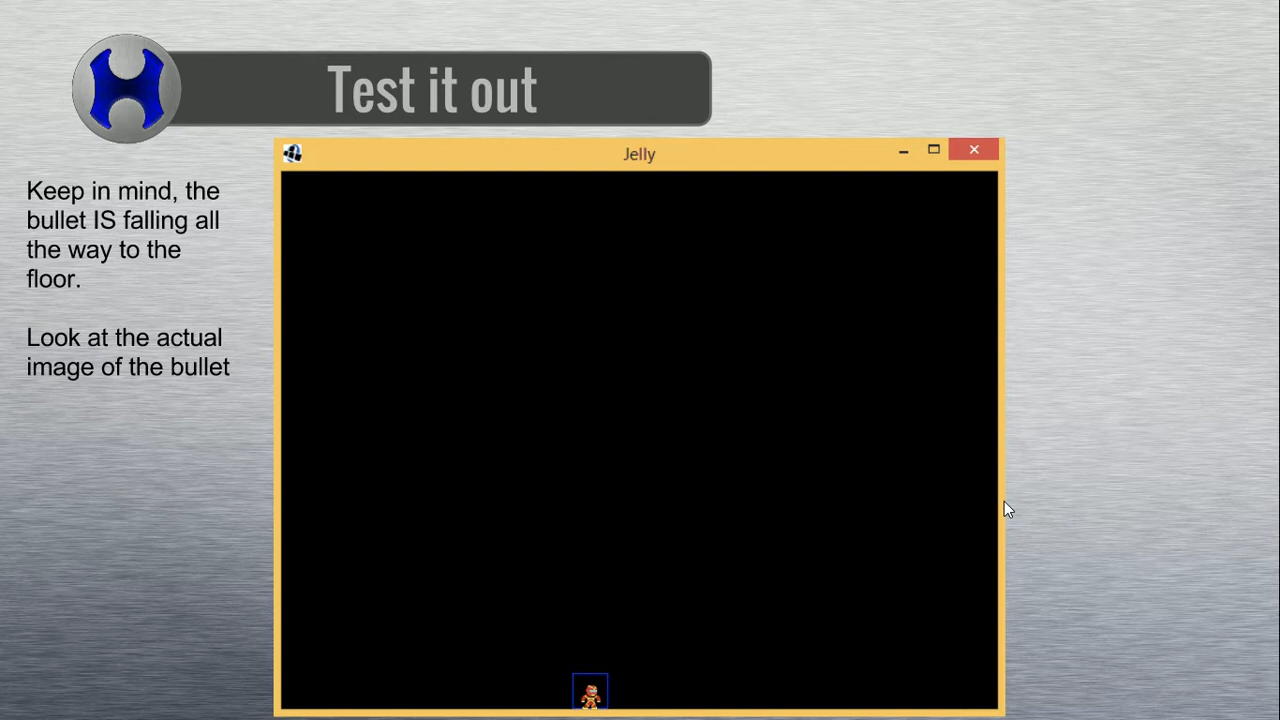 Test it out
Jelly
Keep in mind, the
bullet IS falling all
the way to the
floor.
Look at the actual
image of the bullet